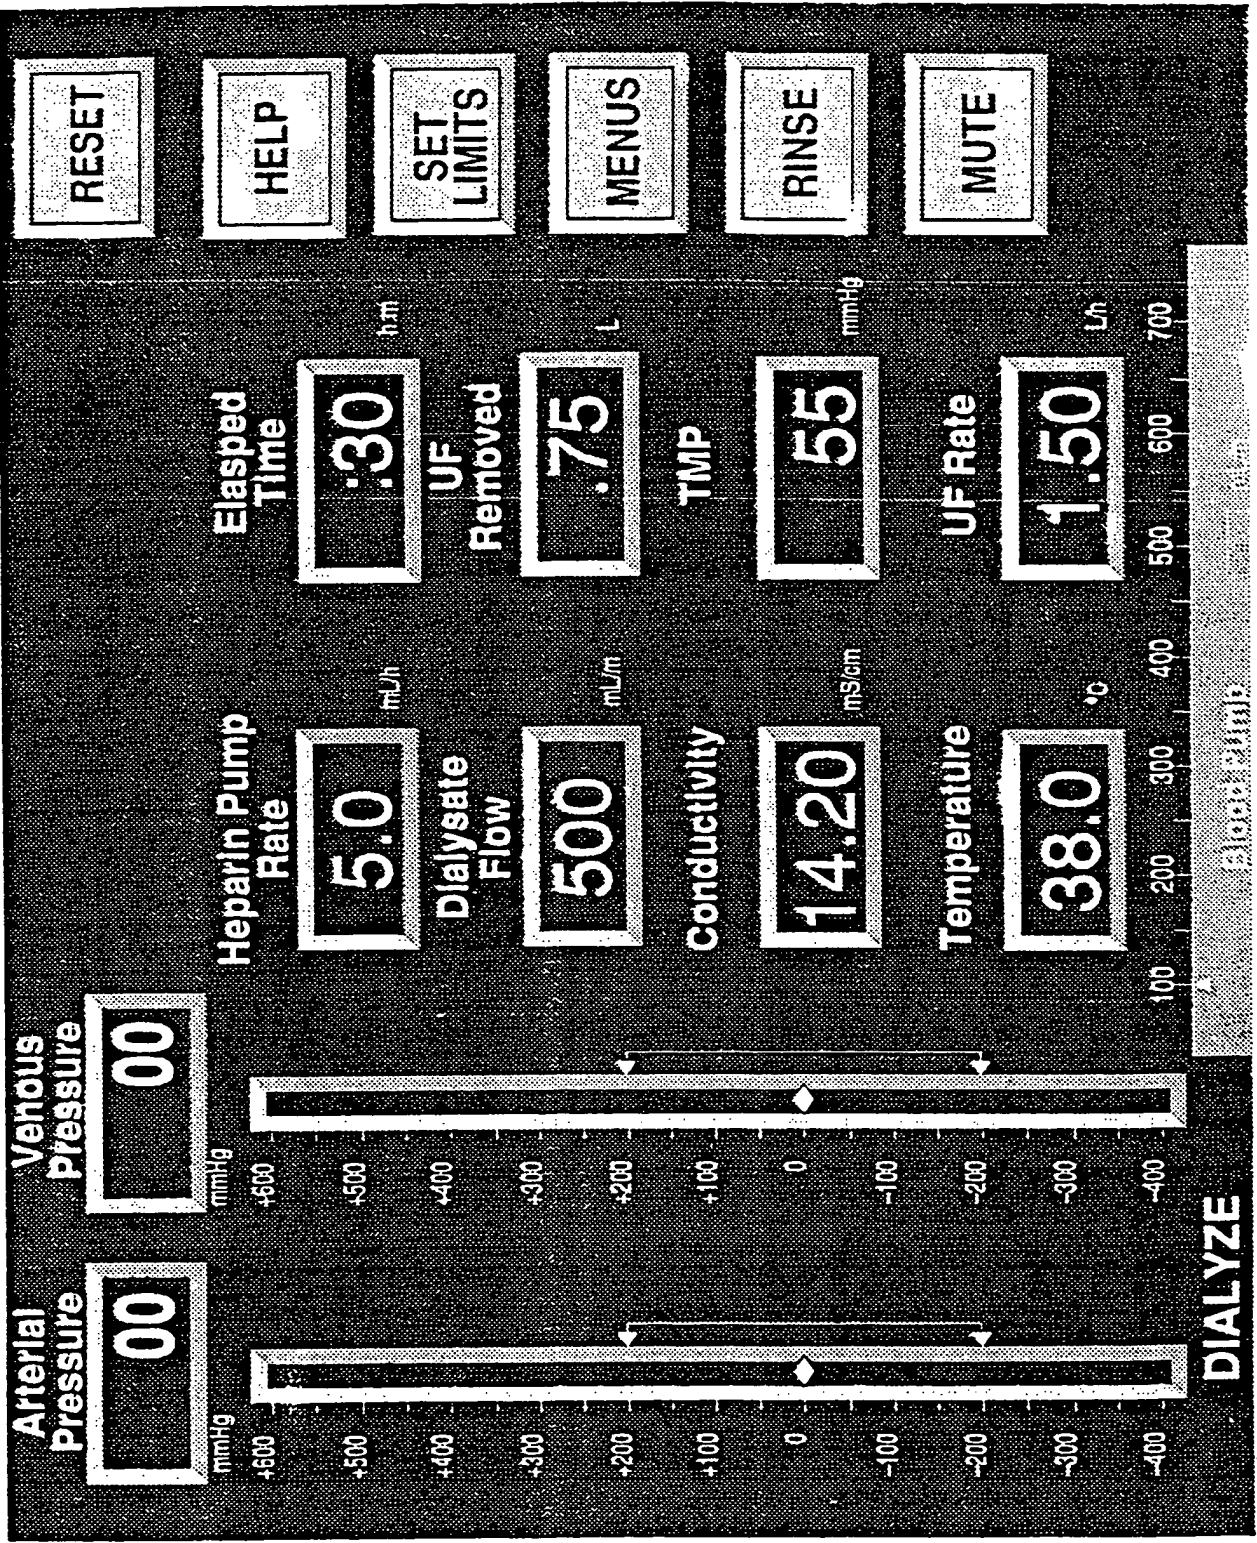 Arterial
Pressure
00
mmHg
+600
+500
+400
+300
+200
+100
0
-100
-200
-300
-400
Venous
Pressure
00
mmHg
+600
+500
+400
+300
+200
+100
0
-100
-200
-300
-400
Heparin Pump
Rate
5.0
mL/h
Dialysate
Flow
500
mL/m
Conductivity
14.20
mS/cm
Temperature
38.0
°C
Elasped
Time
:30
h:m
UF
Removed
.75
L
TMP
55
mmHg
UF Rate
1.50
L/h
RESET
HELP
SET
LIMITS
MENUS
RINSE
MUTE
100 200 300 400 500 600 700
Blood Pump
DIALYZE